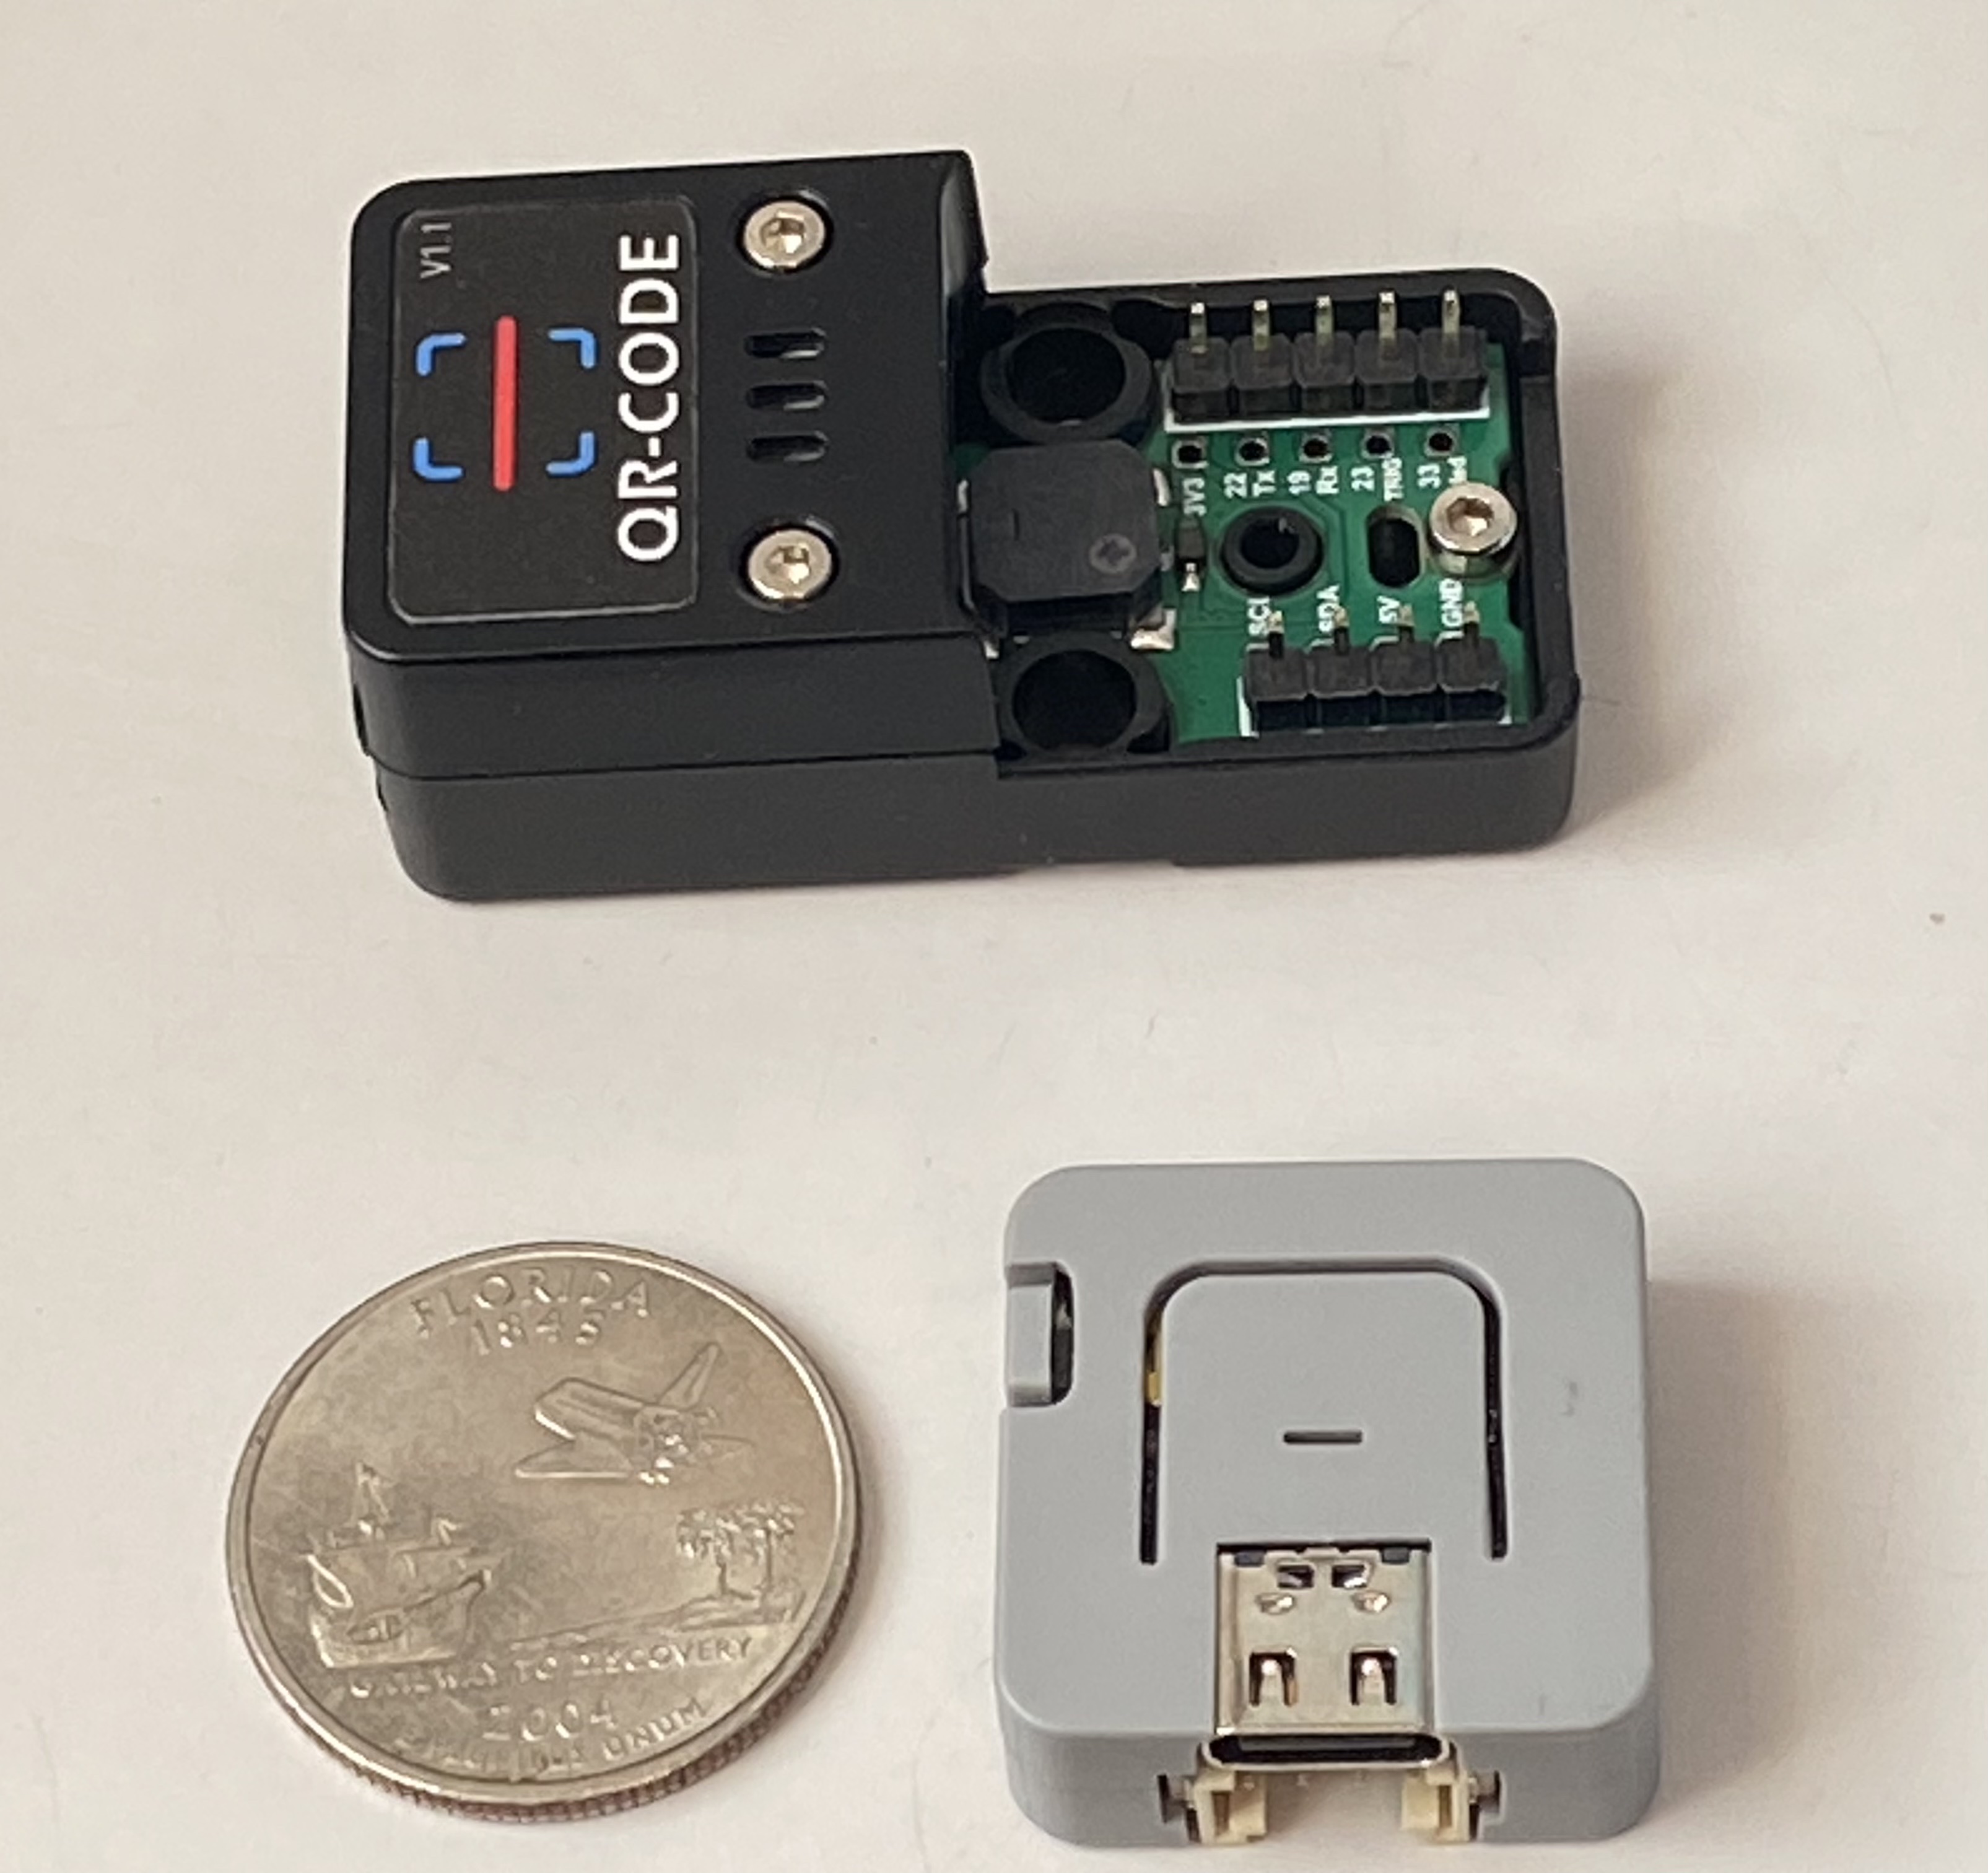 V1.1
QR-CODE
3V3
22
Tx
19
Rx
23
TRIG
33
SCL
SDA
5V
GND
FLORIDA
1845
GATEWAY TO DISCOVERY
2004
E PLURIBUS UNUM